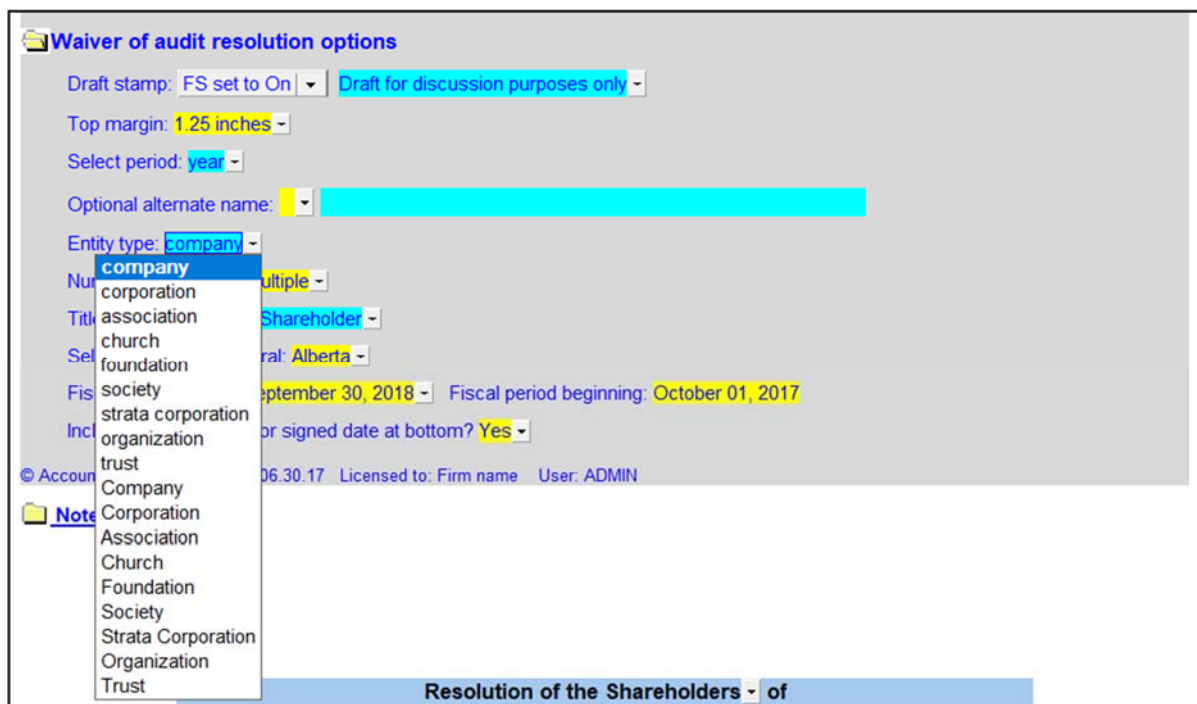 Waiver of audit resolution options
Draft stamp: FS set to On Draft for discussion purposes only
Top margin: 1.25 inches
Select period: year
Optional alternate name:
Entity type: company
company
corporation
association
church
foundation
society
strata corporation
organization
trust
Company
Corporation
Association
Church
Foundation
Society
Strata Corporation
Organization
Trust
Nu ultiple
Titl Shareholder
Sel ral: Alberta
Fis eptember 30, 2018 Fiscal period beginning: October 01, 2017
Incl or signed date at bottom? Yes
© Accoun 06.30.17 Licensed to: Firm name User: ADMIN
Note
Resolution of the Shareholders of